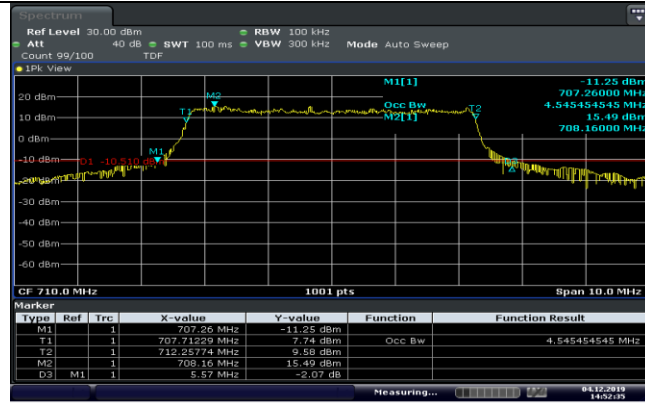 Spectrum
Ref Level 30.00 dBm RBW 100 kHz
Att 40 dB SWT 100 ms VBW 300 kHz Mode Auto Sweep
Count 99/100 TDF
1Pk View
M1[1] -11.25 dBm
707.26000 MHz
Occ Bw 4.545454545 MHz
M2[1] 15.49 dBm
708.16000 MHz
20 dBm
10 dBm
0 dBm
-10 dBm
D1 -10.510 dBm
-20 dBm
-30 dBm
-40 dBm
-50 dBm
-60 dBm
T1
M2
T2
M1
CF 710.0 MHz 1001 pts Span 10.0 MHz
Marker
Type Ref Trc X-value Y-value Function Function Result
M1 1 707.26 MHz -11.25 dBm
T1 1 707.71229 MHz 7.74 dBm Occ Bw 4.545454545 MHz
T2 1 712.25774 MHz 9.58 dBm
M2 1 708.16 MHz 15.49 dBm
D3 M1 1 5.57 MHz -2.07 dB
Measuring... 04.12.2019
14:52:35